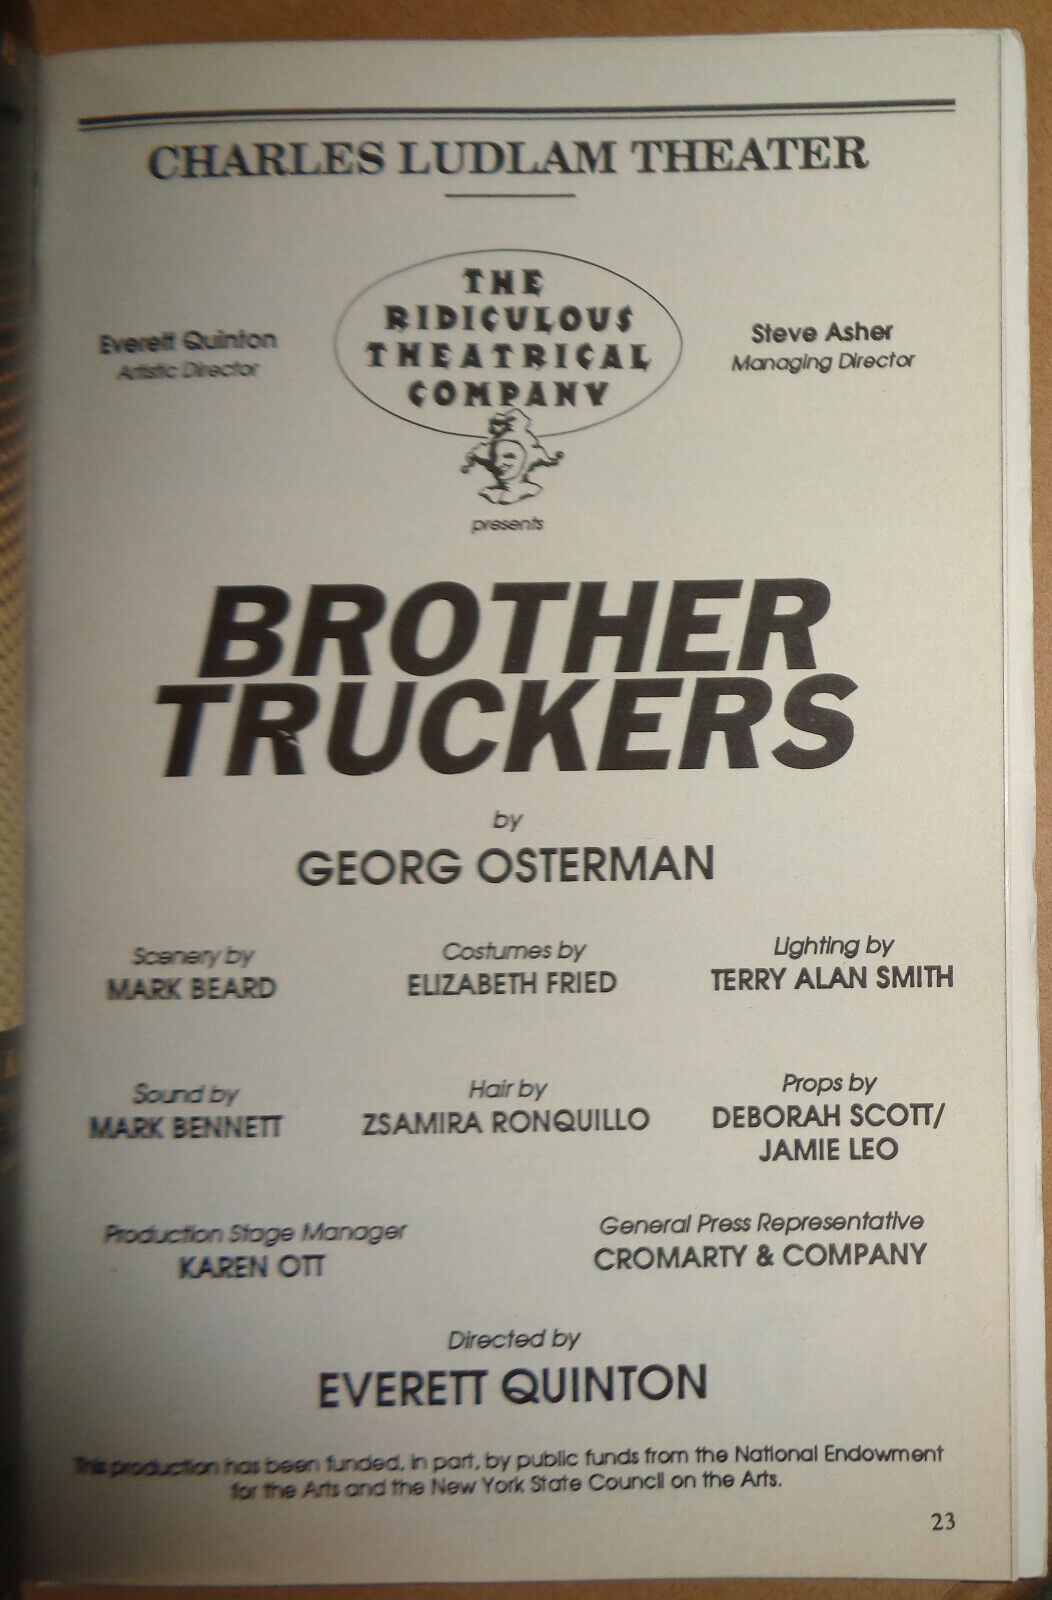 CHARLES LUDLAM THEATER
THE
RIDICULOUS
THEATRICAL
COMPANY
Everett Quinton
Artistic Director
Steve Asher
Managing Director
presents
BROTHER
TRUCKERS
by
GEORG OSTERMAN
Scenery by
MARK BEARD
Costumes by
ELIZABETH FRIED
Lighting by
TERRY ALAN SMITH
Sound by
MARK BENNETT
Hair by
ZSAMIRA RONQUILLO
Props by
DEBORAH SCOTT/
JAMIE LEO
Production Stage Manager
KAREN OTT
General Press Representative
CROMARTY & COMPANY
Directed by
EVERETT QUINTON
This production has been funded, in part, by public funds from the National Endowment
for the Arts and the New York State Council on the Arts.
23